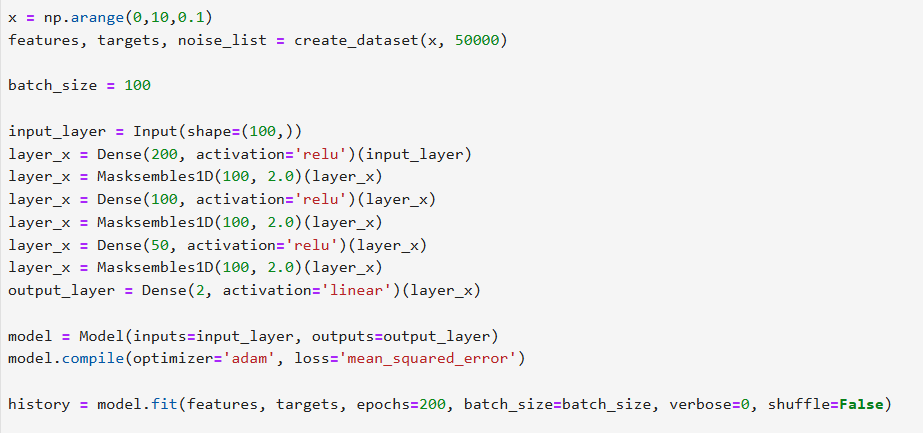 x = np.arange(0,10,0.1)
features, targets, noise_list = create_dataset(x, 50000)
batch_size = 100
input_layer = Input(shape=(100,))
layer_x = Dense(200, activation='relu')(input_layer)
layer_x = Masksembles1D(100, 2.0)(layer_x)
layer_x = Dense(100, activation='relu')(layer_x)
layer_x = Masksembles1D(100, 2.0)(layer_x)
layer_x = Dense(50, activation='relu')(layer_x)
layer_x = Masksembles1D(100, 2.0)(layer_x)
output_layer = Dense(2, activation='linear')(layer_x)
model = Model(inputs=input_layer, outputs=output_layer)
model.compile(optimizer='adam', loss='mean_squared_error')
history = model.fit(features, targets, epochs=200, batch_size=batch_size, verbose=0, shuffle=False)